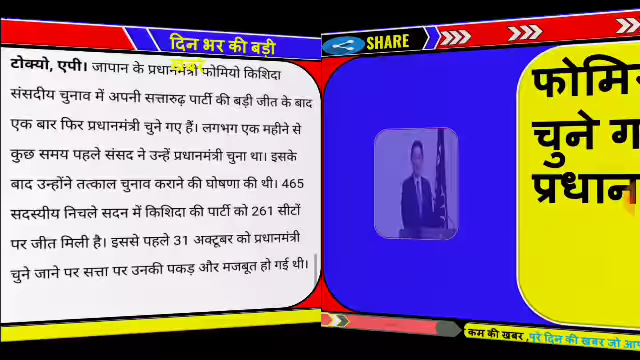 दिन भर की बड़ी
टोक्यो, एपी। जापान के प्रधानमंत्री फोमियो किशिदा
संसदीय चुनाव में अपनी सत्तारुढ़ पार्टी की बड़ी जीत के बाद
एक बार फिर प्रधानमंत्री चुने गए हैं। लगभग एक महीने से
कुछ समय पहले संसद ने उन्हें प्रधानमंत्री चुना था। इसके
बाद उन्होंने तत्काल चुनाव कराने की घोषणा की थी। 465
सदस्यीय निचले सदन में किशिदा की पार्टी को 261 सीटों
पर जीत मिली है। इससे पहले 31 अक्टूबर को प्रधानमंत्री
चुने जाने पर सत्ता पर उनकी पकड़ और मजबूत हो गई थी।
SHARE
चुने
कम की खबर ,पूरे दिन की खबर जो